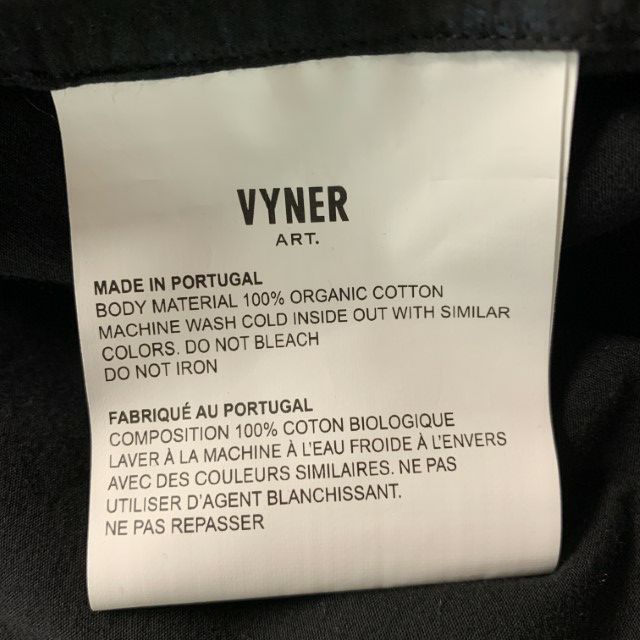 VYNER
ART.
MADE IN PORTUGAL
BODY MATERIAL 100% ORGANIC COTTON
MACHINE WASH COLD INSIDE OUT WITH SIMILAR
COLORS. DO NOT BLEACH
DO NOT IRON
FABRIQUÉ AU PORTUGAL
COMPOSITION 100% COTON BIOLOGIQUE
LAVER À LA MACHINE À L'EAU FROIDE À L'ENVERS
AVEC DES COULEURS SIMILAIRES. NE PAS
UTILISER D'AGENT BLANCHISSANT.
NE PAS REPASSER